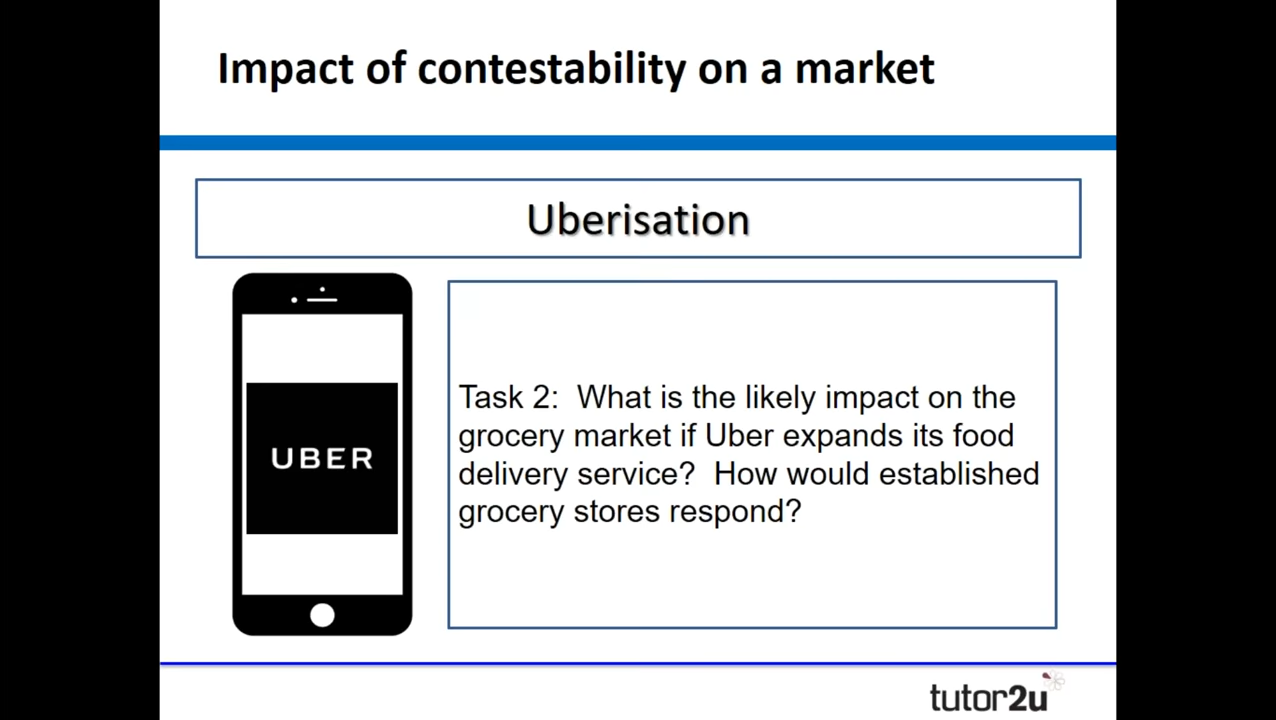 Impact of contestability on a market
Uberisation
UBER
Task 2:  What is the likely impact on the
grocery market if Uber expands its food
delivery service?  How would established
grocery stores respond?
tutor2u